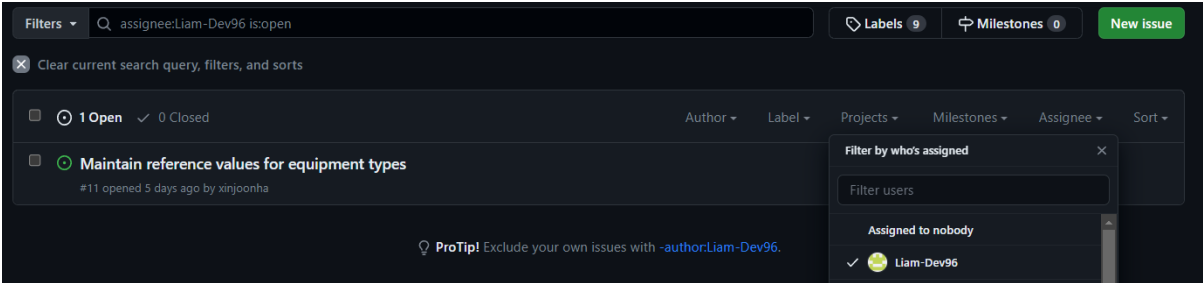 Filters
assignee:Liam-Dev96 is:open
Labels 9
Milestones 0
New issue
Clear current search query, filters, and sorts
1 Open 0 Closed
Author Label Projects Milestones Assignee Sort
Filter by who's assigned
Maintain reference values for equipment types
#11 opened 5 days ago by xinjoonha
Filter users
Assigned to nobody
ProTip! Exclude your own issues with -author:Liam-Dev96.
Liam-Dev96